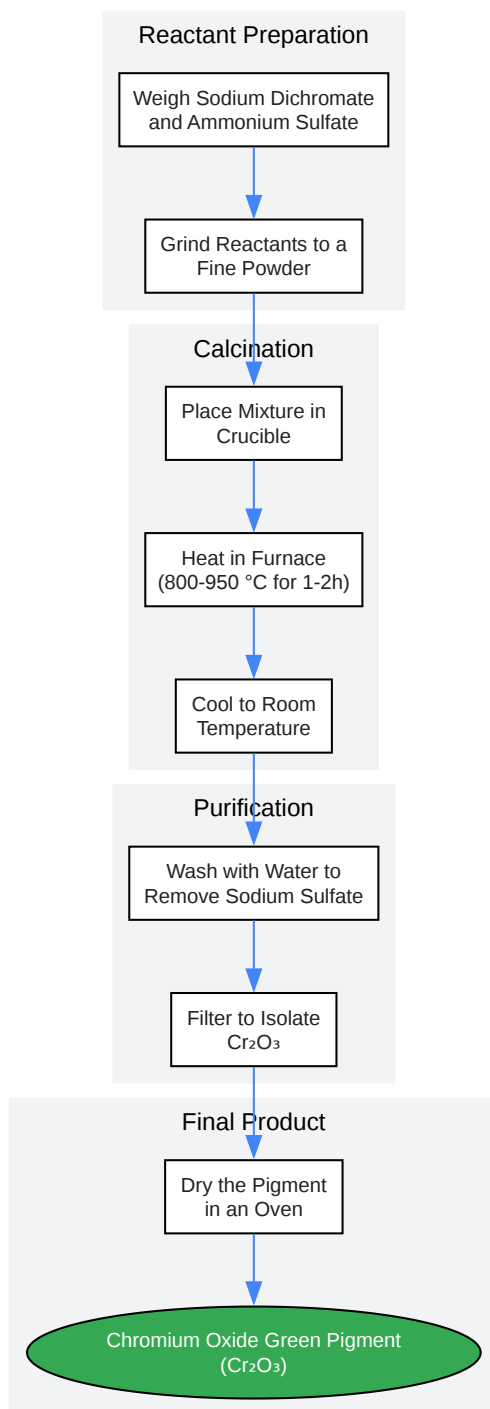 Reactant Preparation
Weigh Sodium Dichromate
and Ammonium Sulfate
Grind Reactants to a
Fine Powder
Calcination
Place Mixture in
Crucible
Heat in Furnace
(800-950 °C for 1-2h)
Cool to Room
Temperature
Purification
Wash with Water to
Remove Sodium Sulfate
Filter to Isolate
Cr₂O₃
Final Product
Dry the Pigment
in an Oven
Chromium Oxide Green Pigment
(Cr₂O₃)